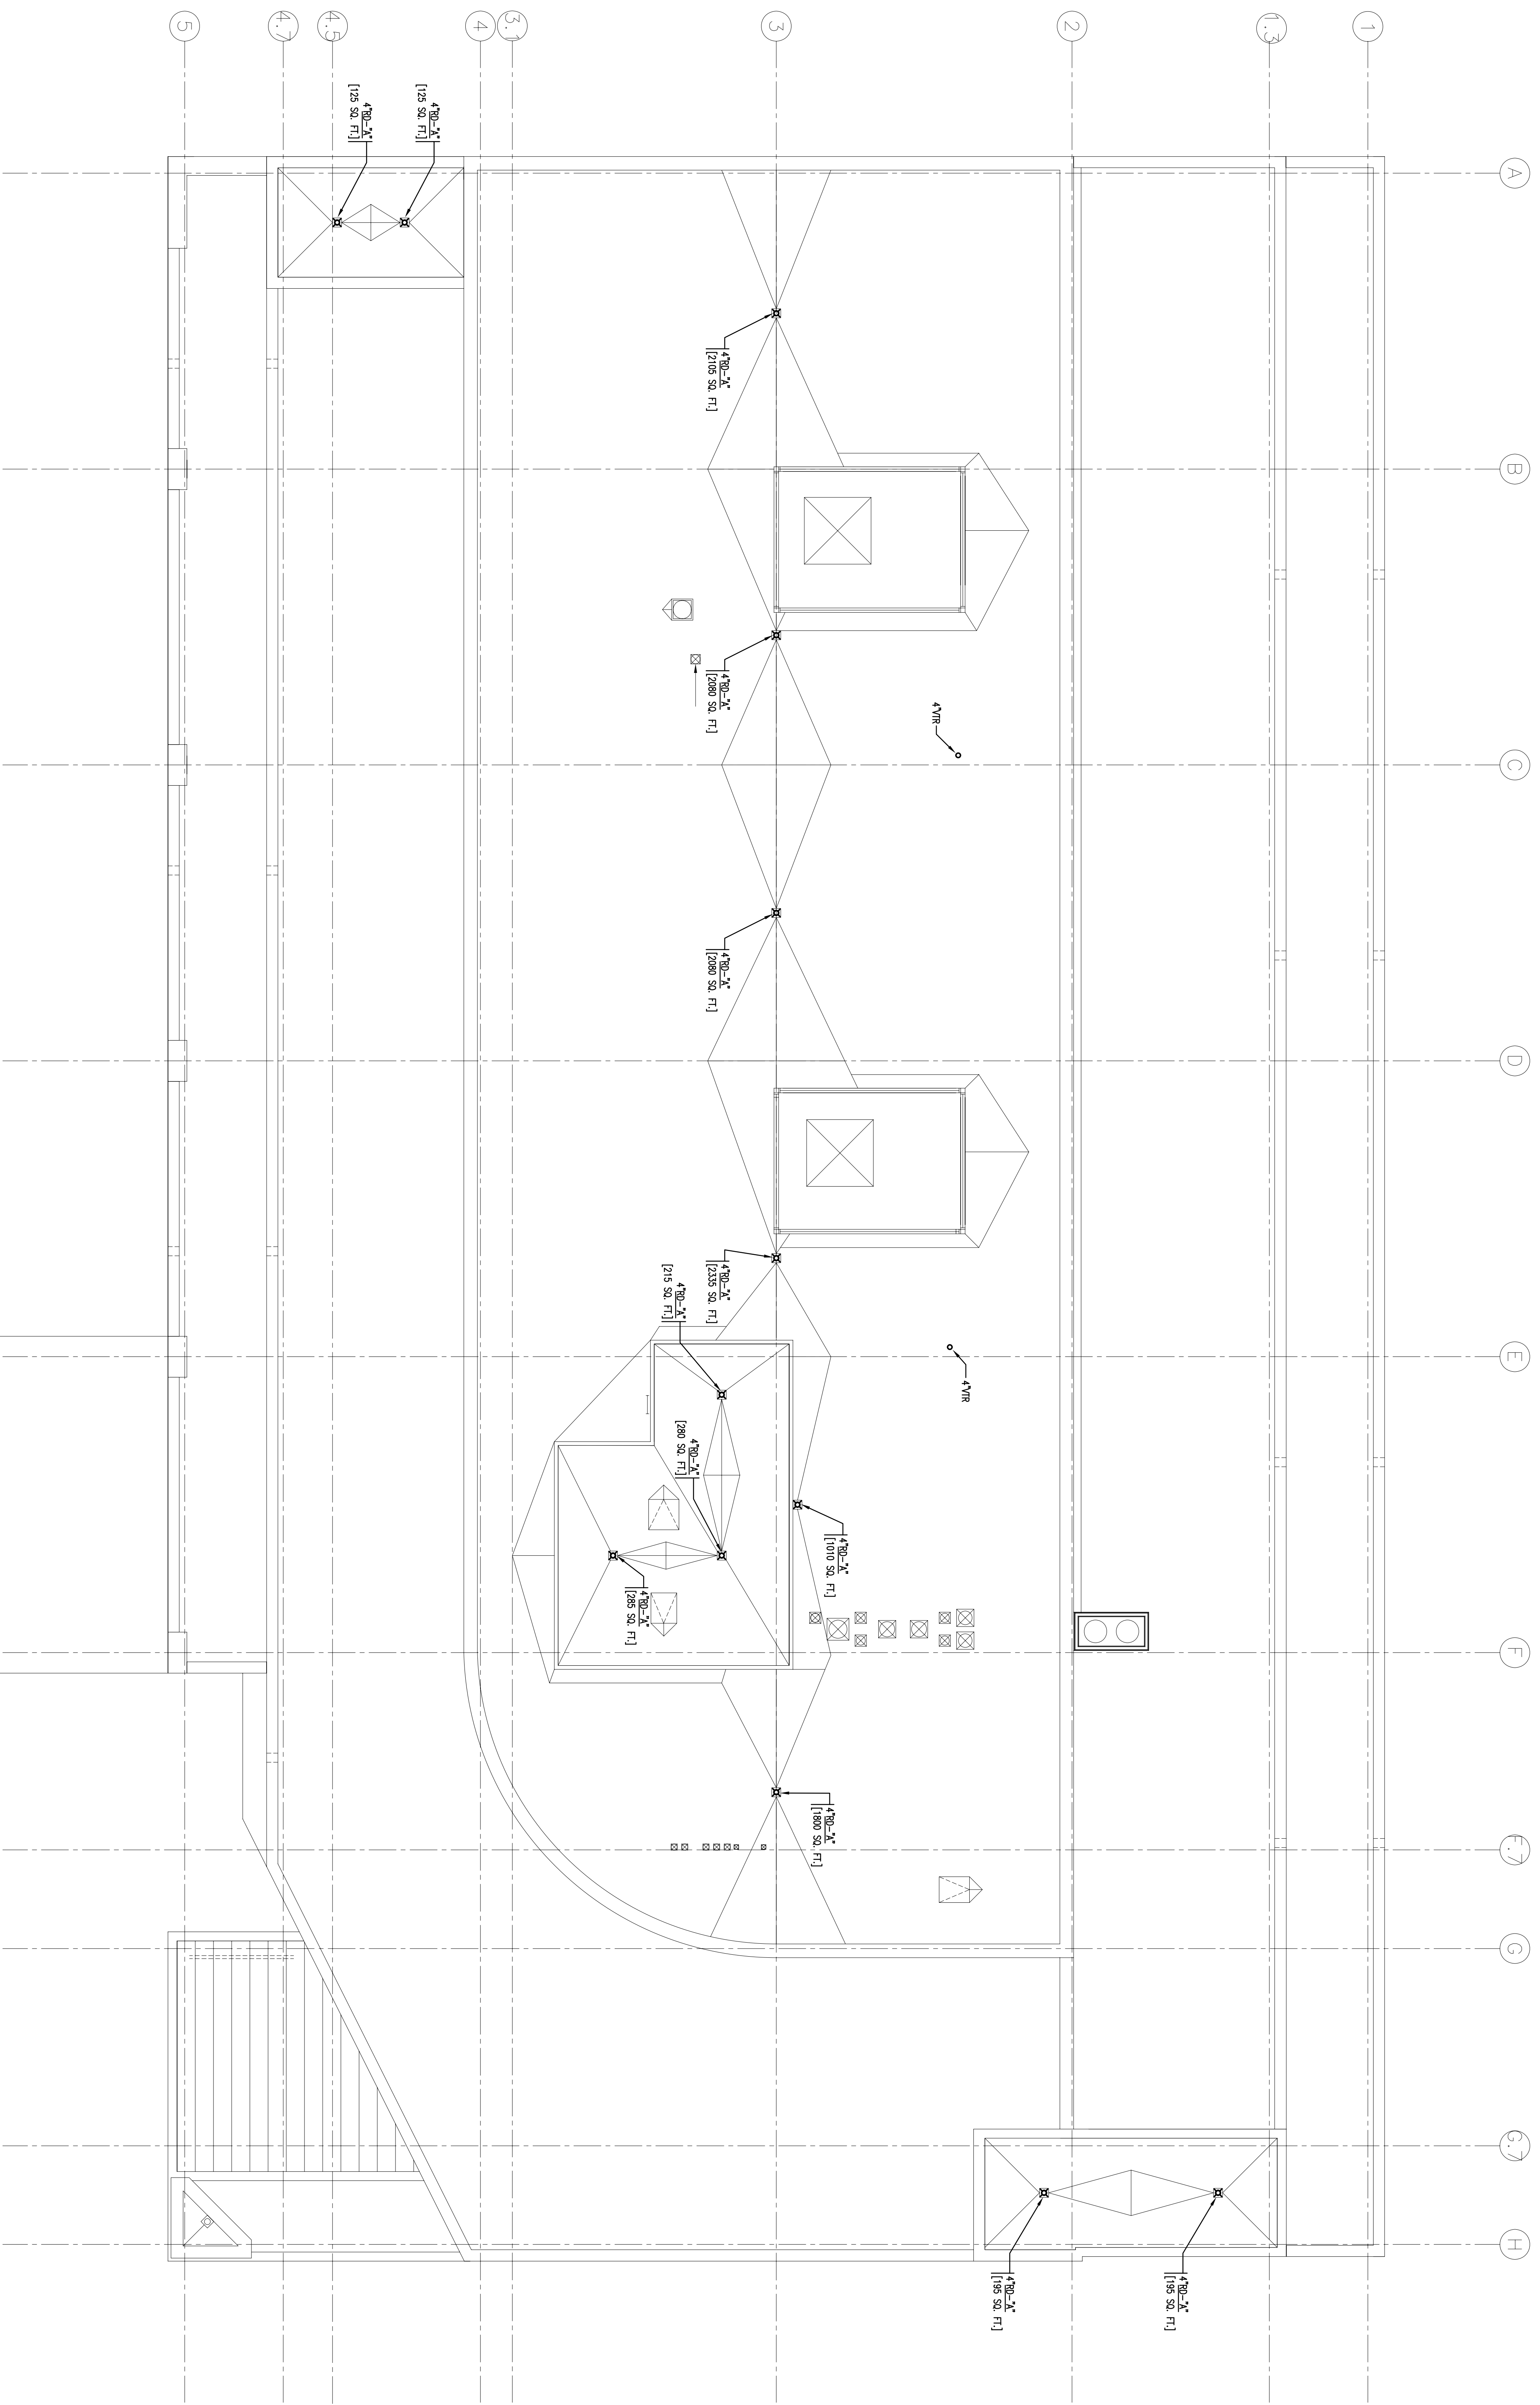 5
4.7
4.5
4
3.1
3
2
1.3
1
A
B
C
D
E
F
F.7
G
G.7
H
4"RD-"A"
[125 SQ. FT.]
4"RD-"A"
[125 SQ. FT.]
4"RD-"A"
[2105 SQ. FT.]
4"RD-"A"
[2080 SQ. FT.]
4"VTR
4"RD-"A"
[2080 SQ. FT.]
4"RD-"A"
[2335 SQ. FT.]
4"RD-"A"
[215 SQ. FT.]
4"VTR
4"RD-"A"
[280 SQ. FT.]
4"RD-"A"
[1010 SQ. FT.]
4"RD-"A"
[285 SQ. FT.]
4"RD-"A"
[1800 SQ. FT.]
4"RD-"A"
[195 SQ. FT.]
4"RD-"A"
[195 SQ. FT.]